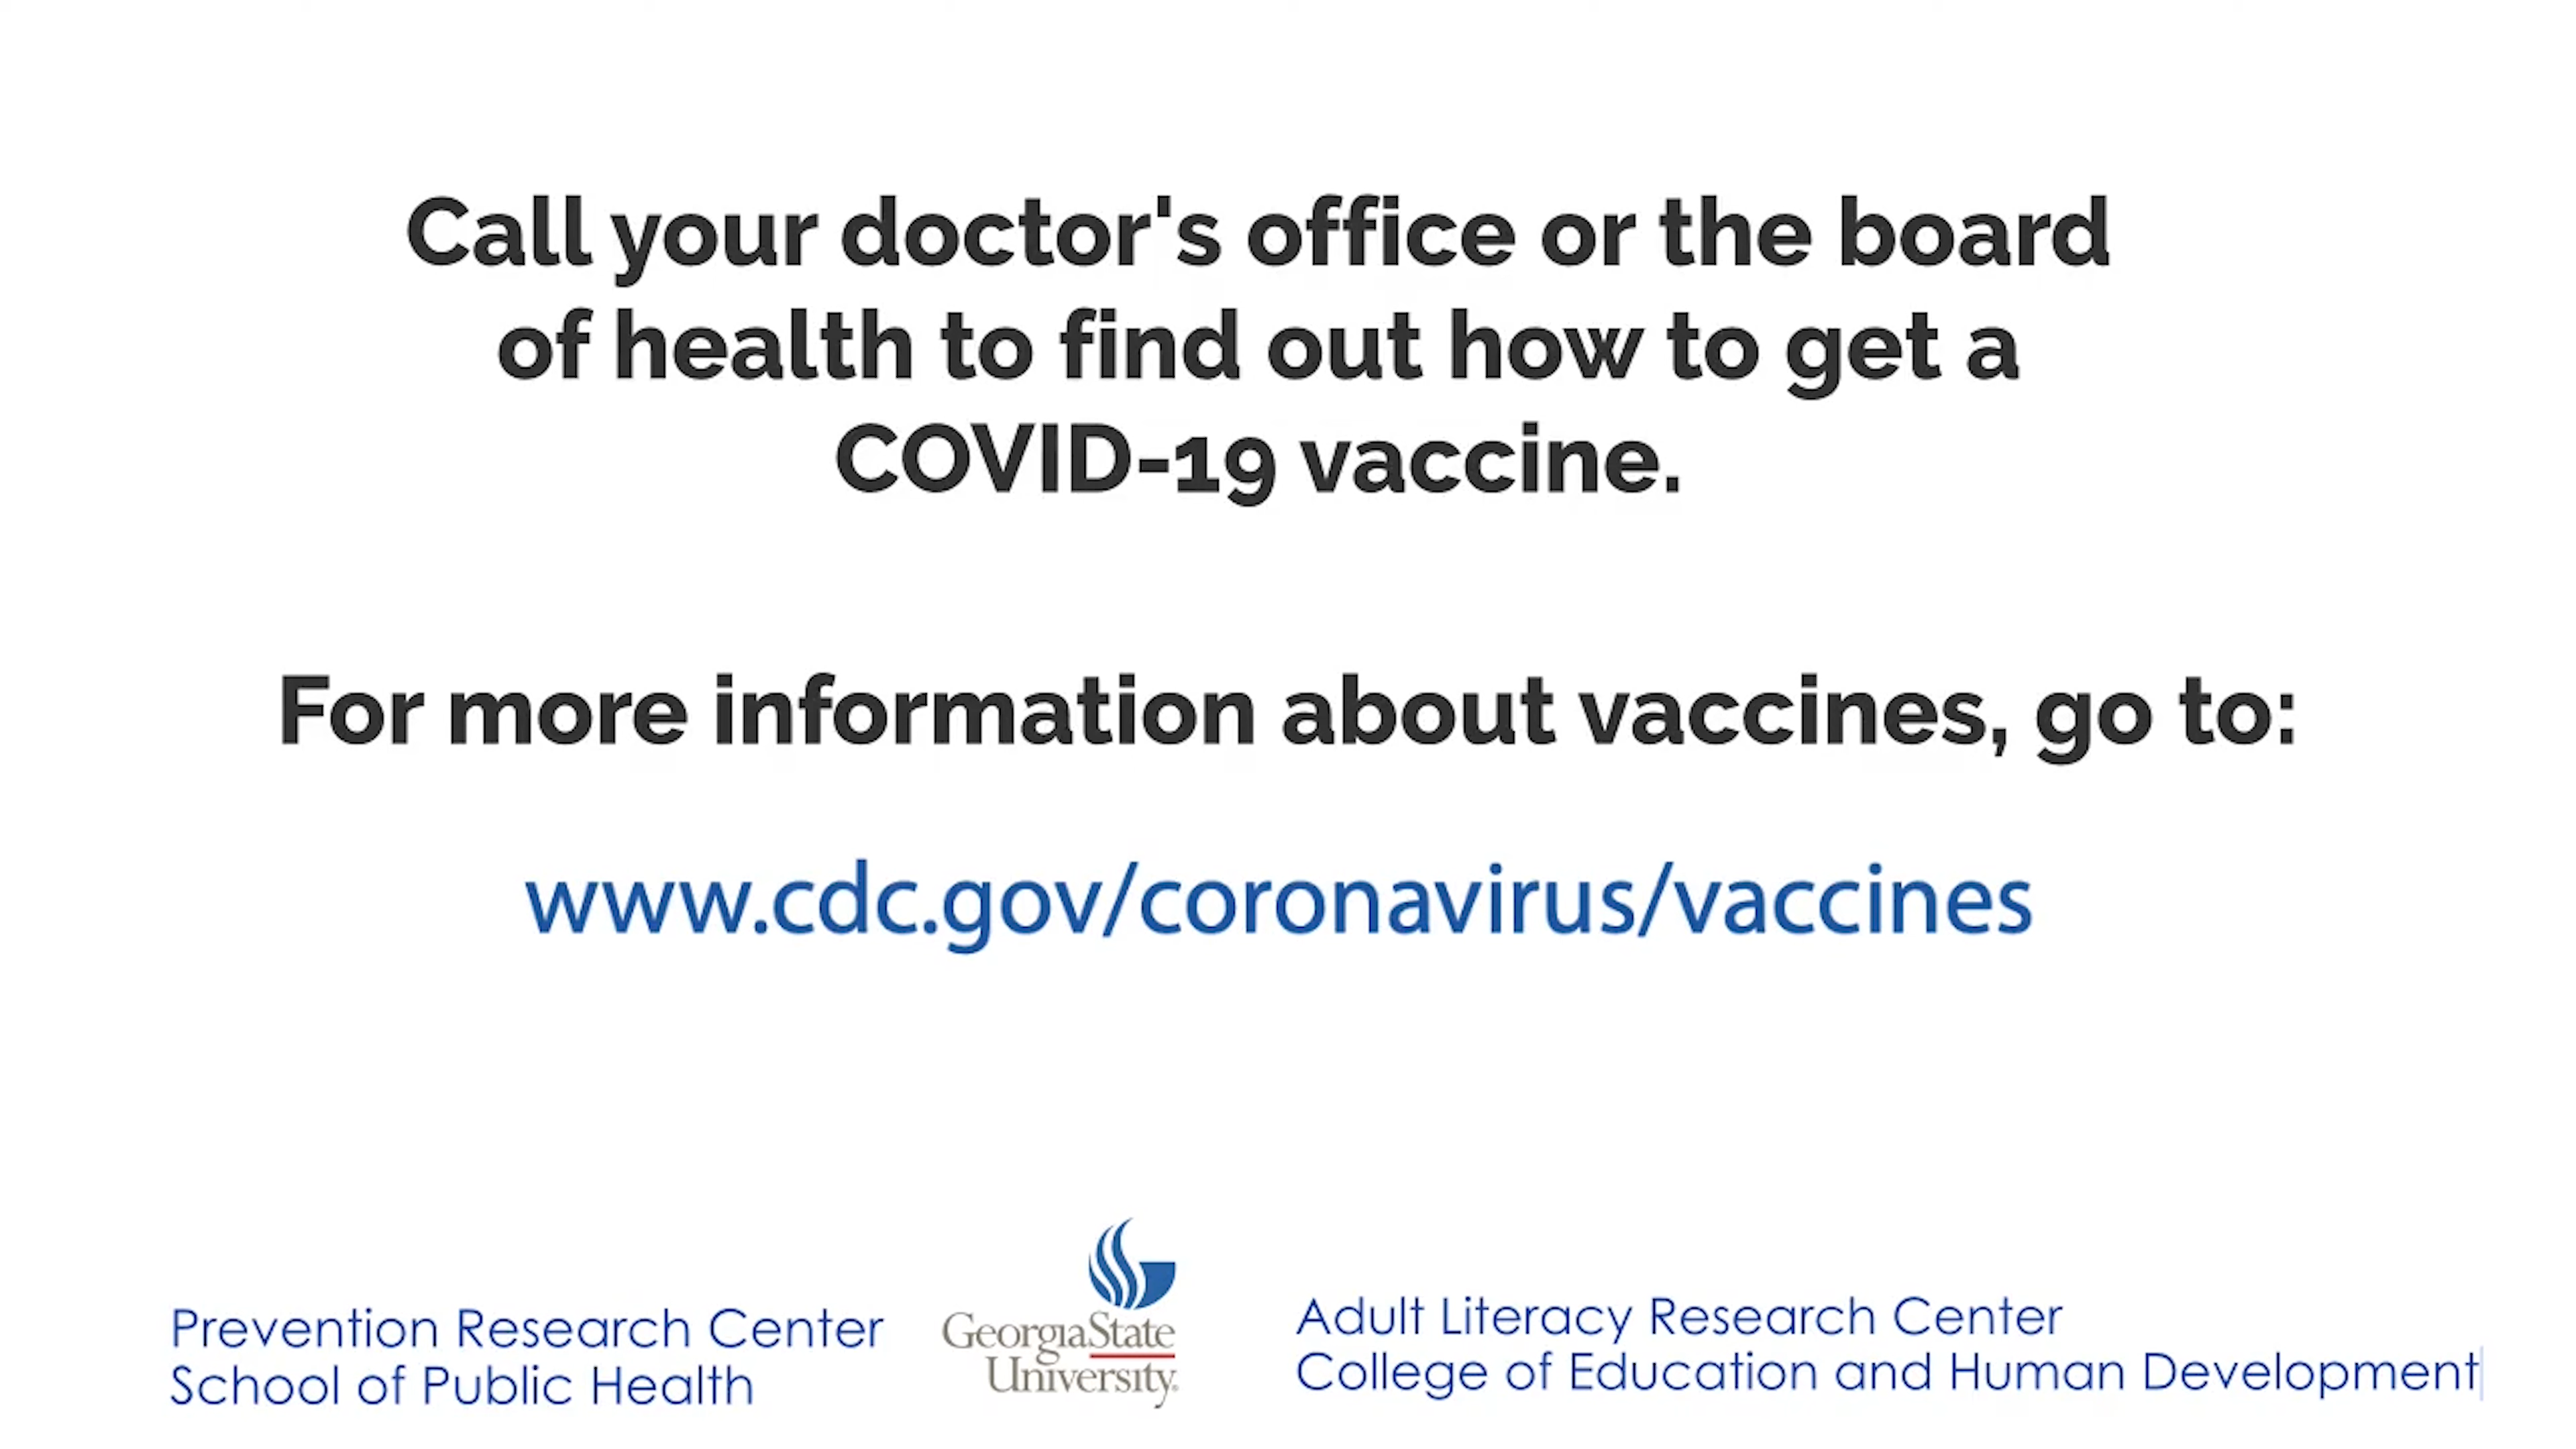 Call your doctor's office or the board
of health to find out how to get a
COVID-19 vaccine.
For more information about vaccines, go to:
www.cdc.gov/coronavirus/vaccines
Prevention Research Center
School of Public Health
GeorgiaState
University.
Adult Literacy Research Center
College of Education and Human Development